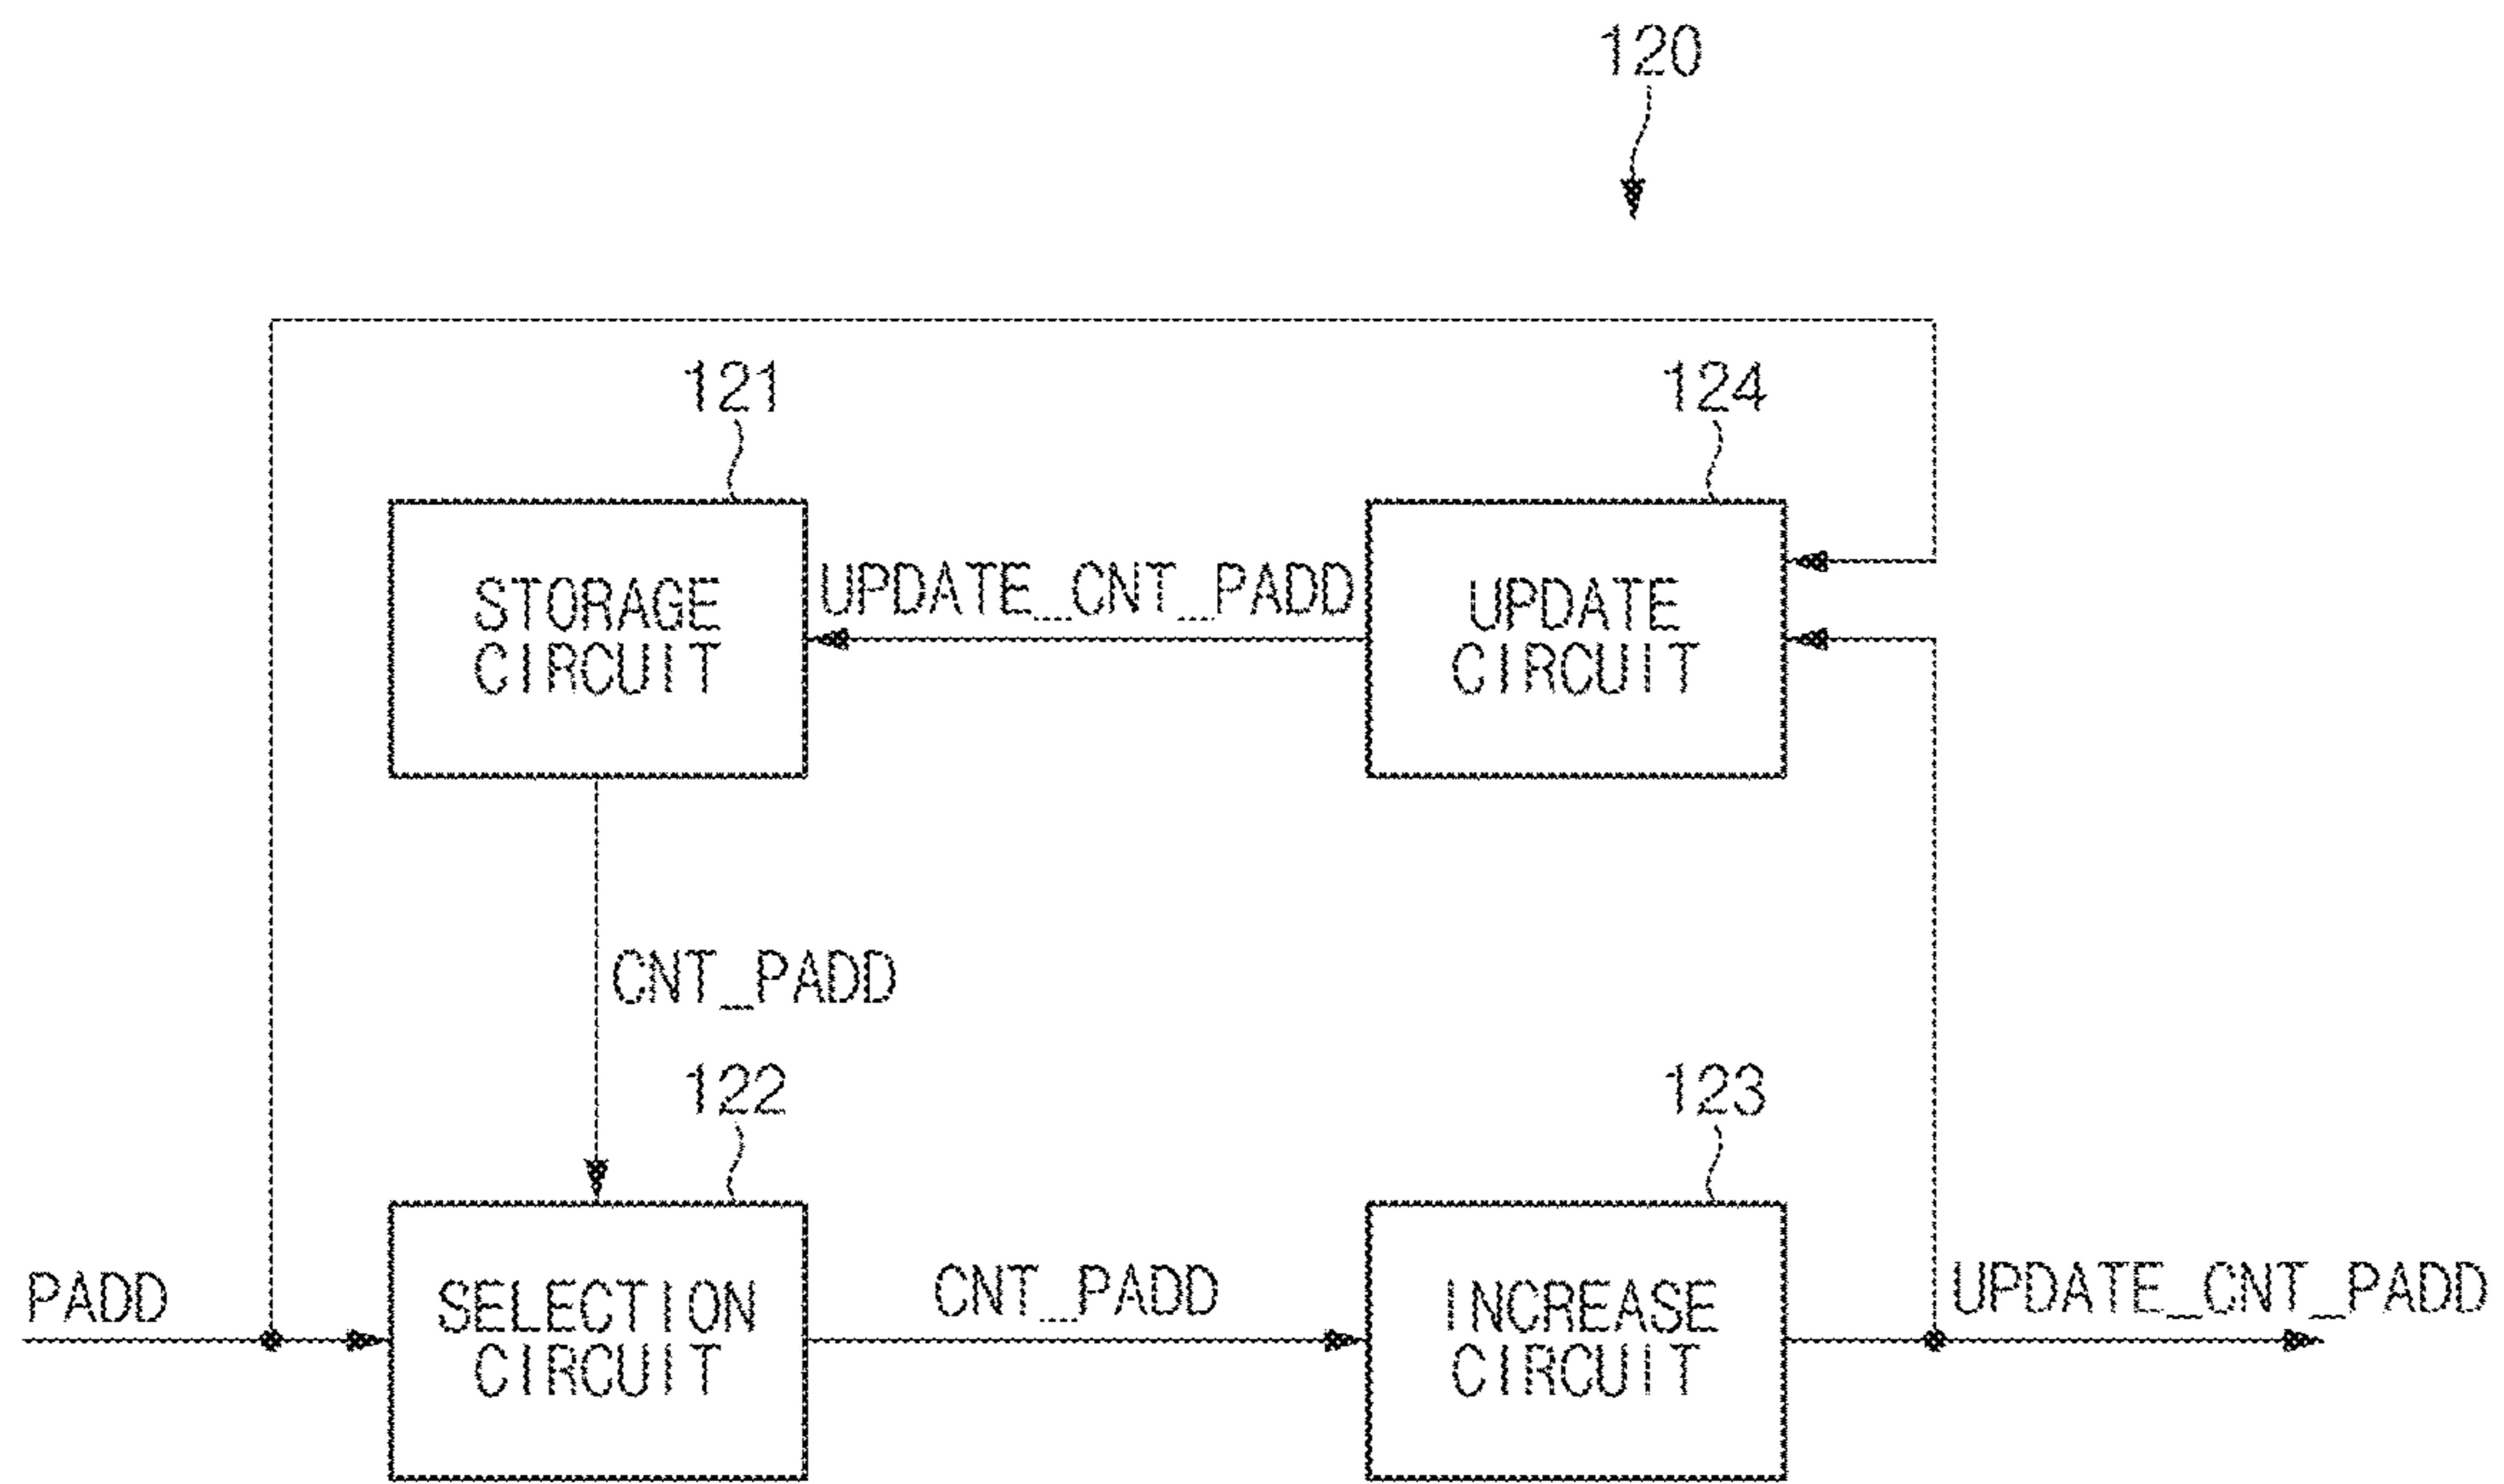 120
121
124
STORAGE
CIRCUIT
UPDATE_CNT_PADD
UPDATE
CIRCUIT
CNT_PADD
122
123
PADD
SELECTION
CIRCUIT
CNT_PADD
INCREASE
CIRCUIT
UPDATE_CNT_PADD